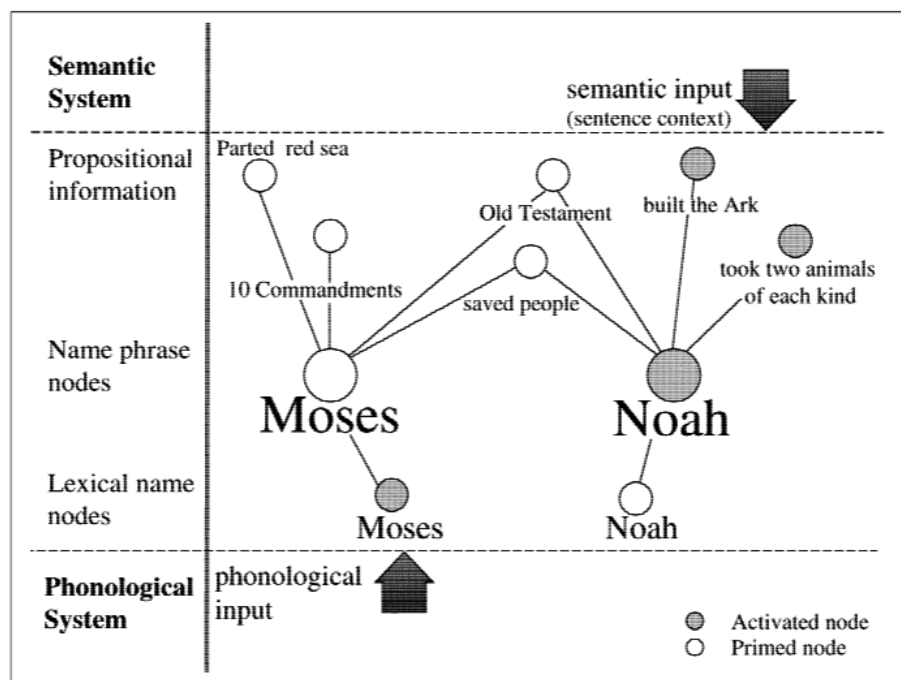 Semantic
System
semantic input
(sentence context)
Propositional
information
Parted red sea
Old Testament
built the Ark
10 Commandments
saved people
took two animals
of each kind
Name phrase
nodes
Moses
Noah
Lexical name
nodes
Moses
Noah
Phonological
System
phonological
input
Activated node
Primed node